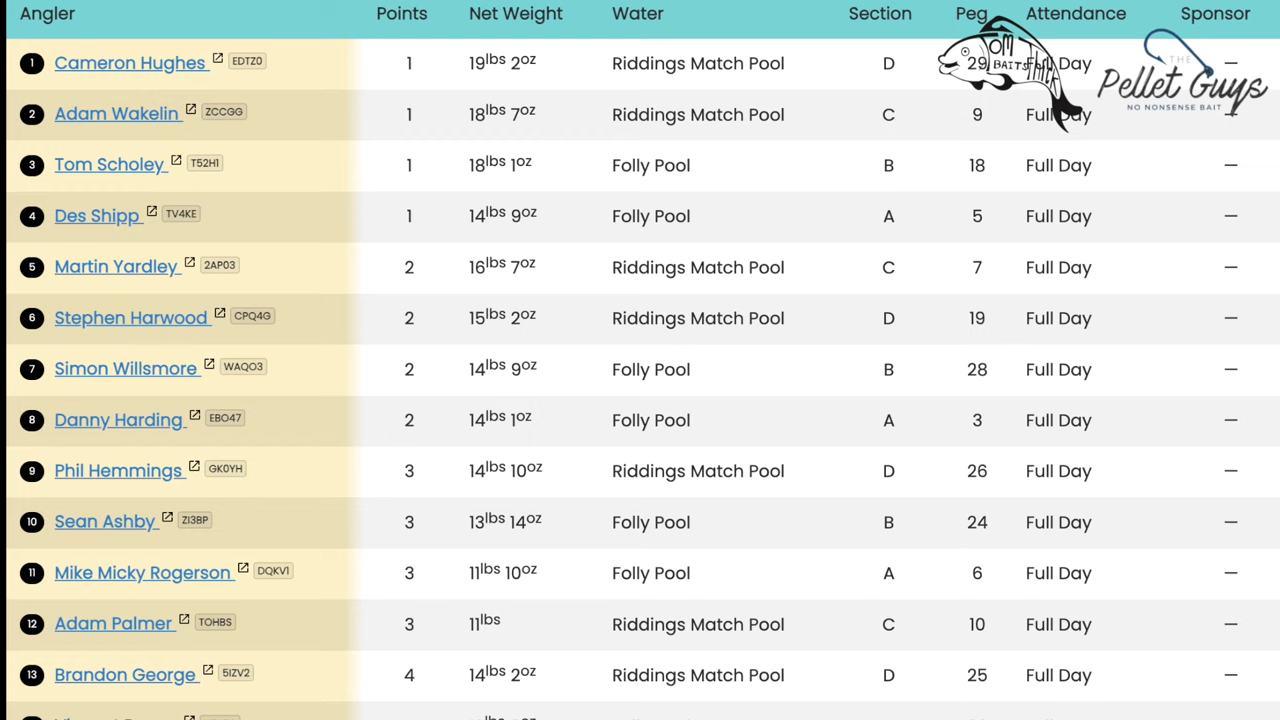 Angler Points Net Weight Water Section Peg Attendance Sponsor
1 Cameron Hughes EDTZ0 1 19lbs 2oz Riddings Match Pool D 29 Full Day —
2 Adam Wakelin ZCCGG 1 18lbs 7oz Riddings Match Pool C 9 Full Day —
3 Tom Scholey T52H1 1 18lbs 1oz Folly Pool B 18 Full Day —
4 Des Shipp TV4KE 1 14lbs 9oz Folly Pool A 5 Full Day —
5 Martin Yardley 2AP03 2 16lbs 7oz Riddings Match Pool C 7 Full Day —
6 Stephen Harwood CPQ4G 2 15lbs 2oz Riddings Match Pool D 19 Full Day —
7 Simon Willsmore WAQO3 2 14lbs 9oz Folly Pool B 28 Full Day —
8 Danny Harding EBO47 2 14lbs 1oz Folly Pool A 3 Full Day —
9 Phil Hemmings GK0YH 3 14lbs 10oz Riddings Match Pool D 26 Full Day —
10 Sean Ashby ZI3BP 3 13lbs 14oz Folly Pool B 24 Full Day —
11 Mike Micky Rogerson DQKV1 3 11lbs 10oz Folly Pool A 6 Full Day —
12 Adam Palmer TOHBS 3 11lbs Riddings Match Pool C 10 Full Day —
13 Brandon George 5IZV2 4 14lbs 2oz Riddings Match Pool D 25 Full Day —
TOM THICK
BAITS
THE
Pellet Guys
NO NONSENSE BAIT